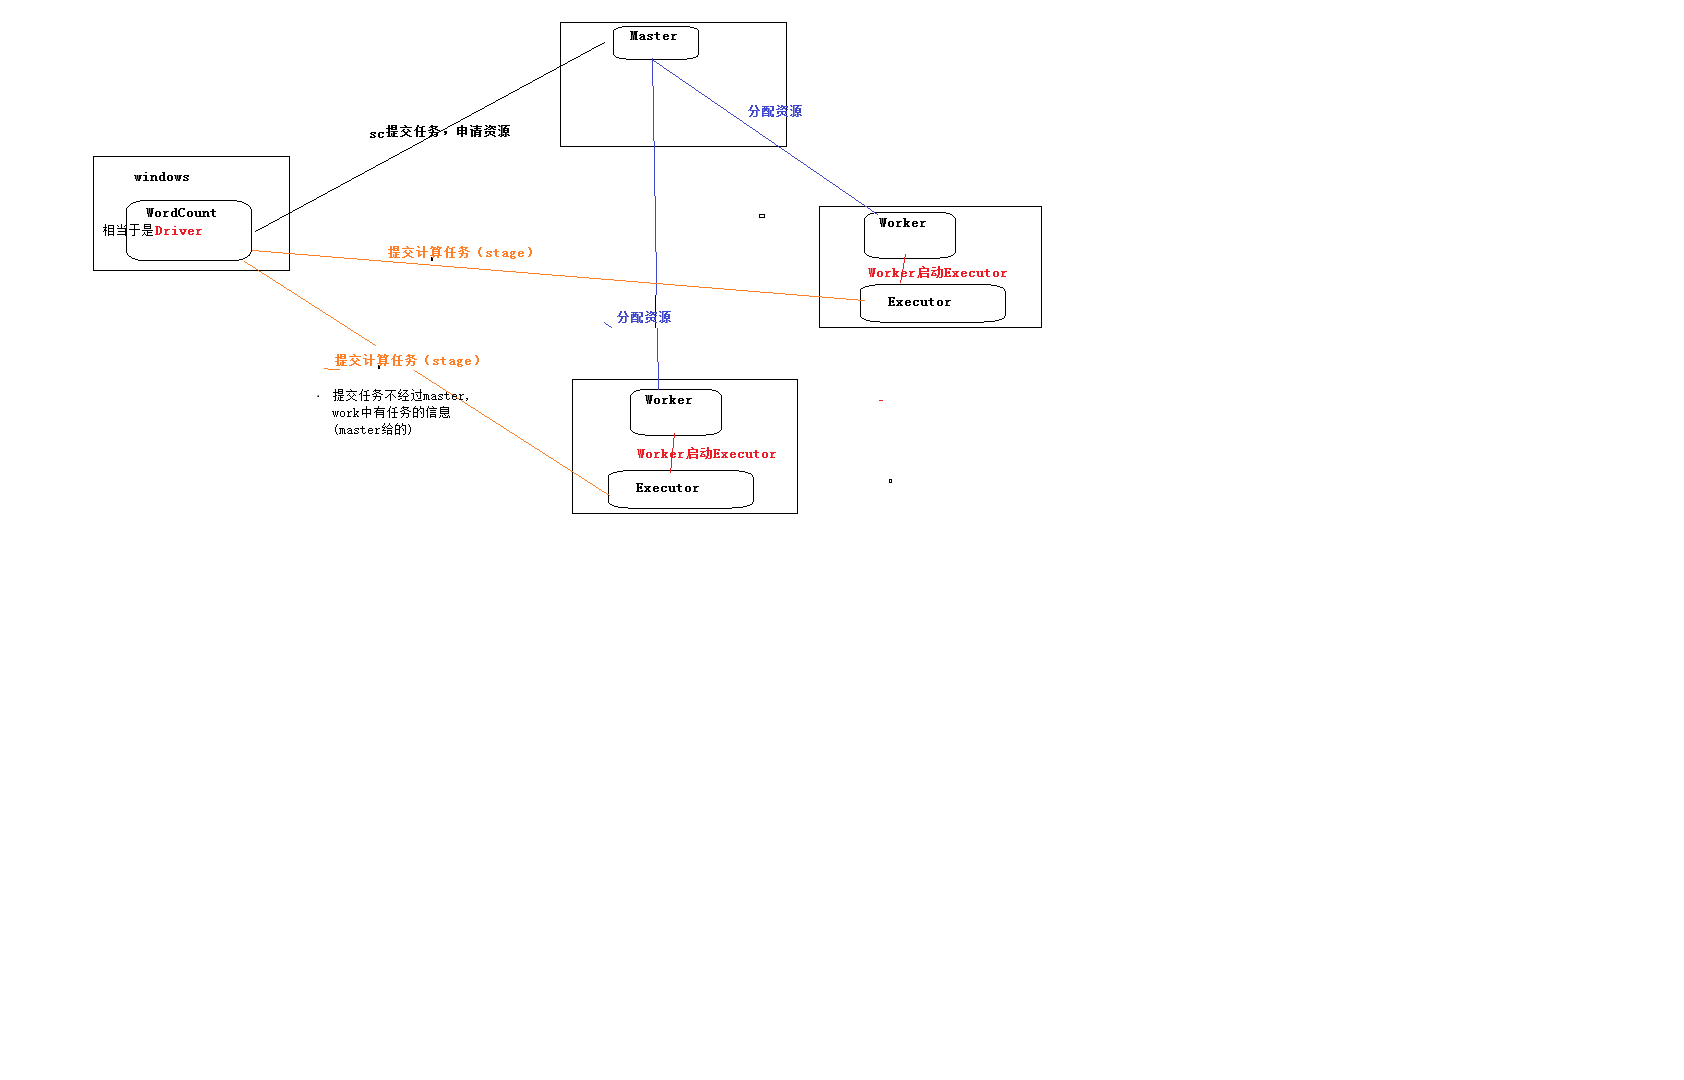 Master
分配资源
sc提交任务，申请资源
windows
WordCount
相当于是Driver
Worker
提交计算任务（stage）
Worker启动Executor
Executor
分配资源
提交计算任务（stage）
提交任务不经过master,
work中有任务的信息
(master给的)
Worker
Worker启动Executor
Executor